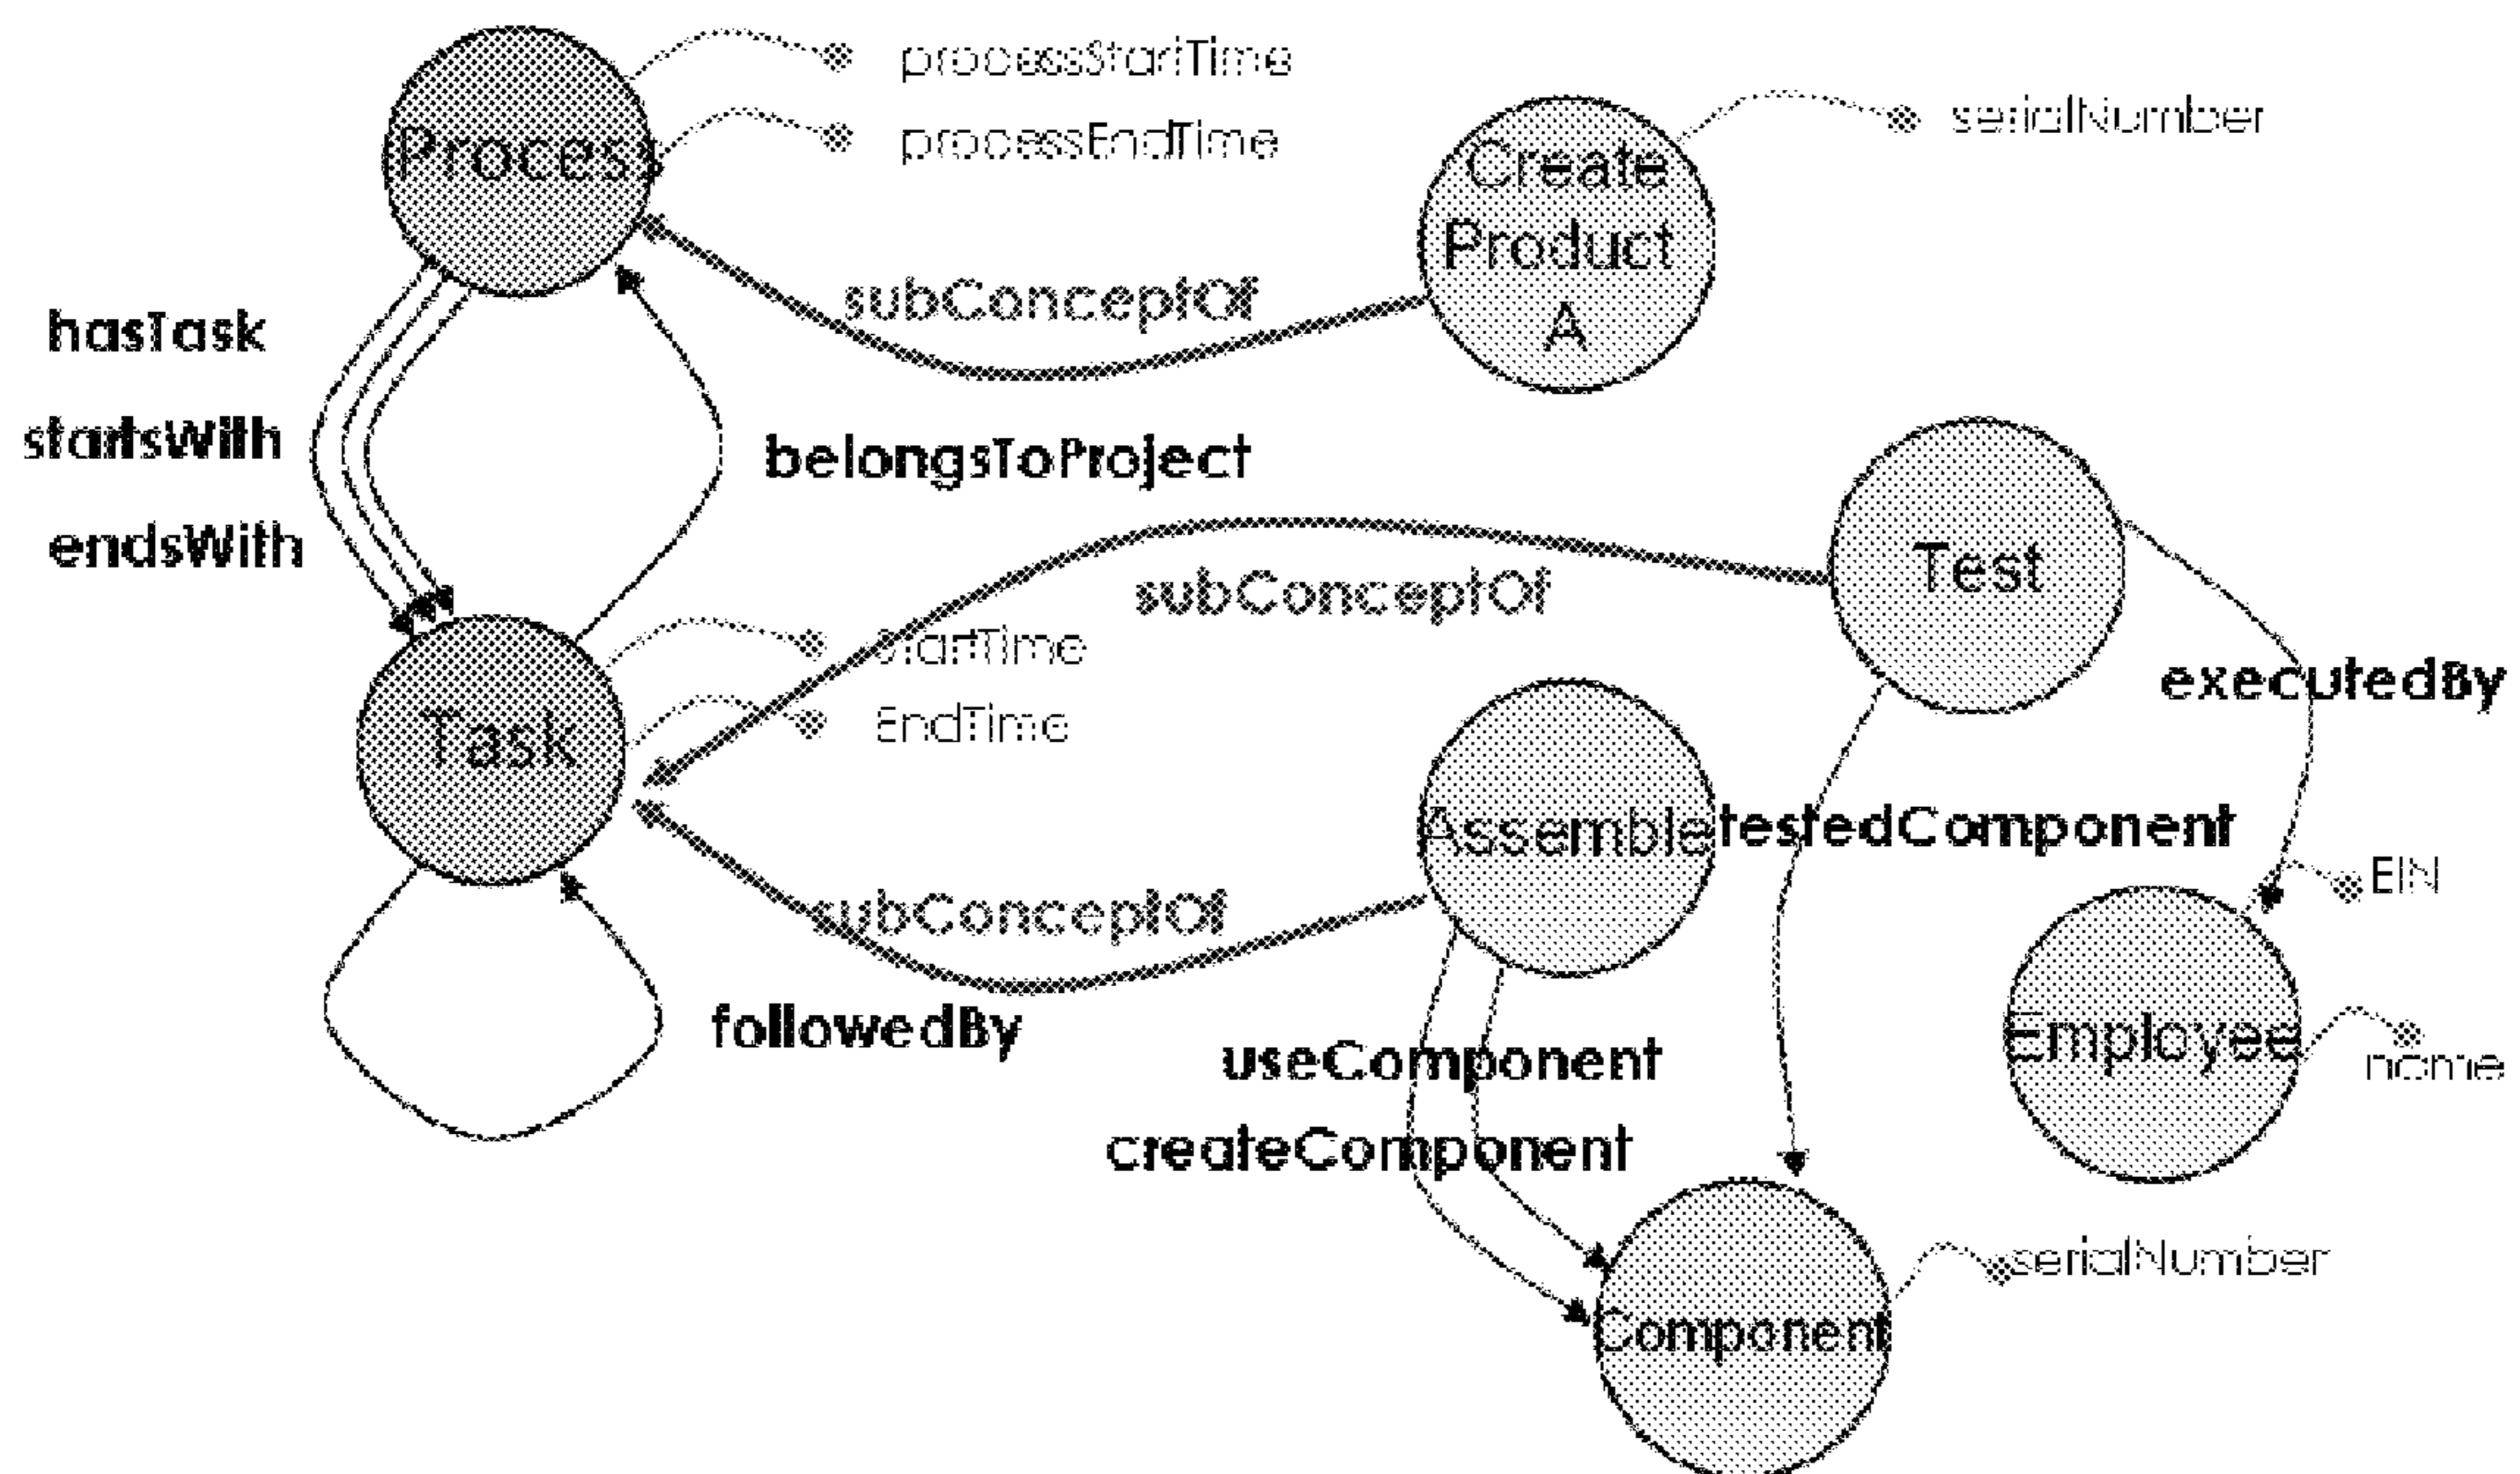 Process
processStartTime
processEndTime
serialNumber
Create
Product
A
subConceptOf
hasTask
startsWith
endsWith
belongsToProject
Test
subConceptOf
executedBy
StartTime
EndTime
Task
Assemble
testedComponent
EIN
subConceptOf
followedBy
useComponent
createComponent
Employee
name
serialNumber
Component